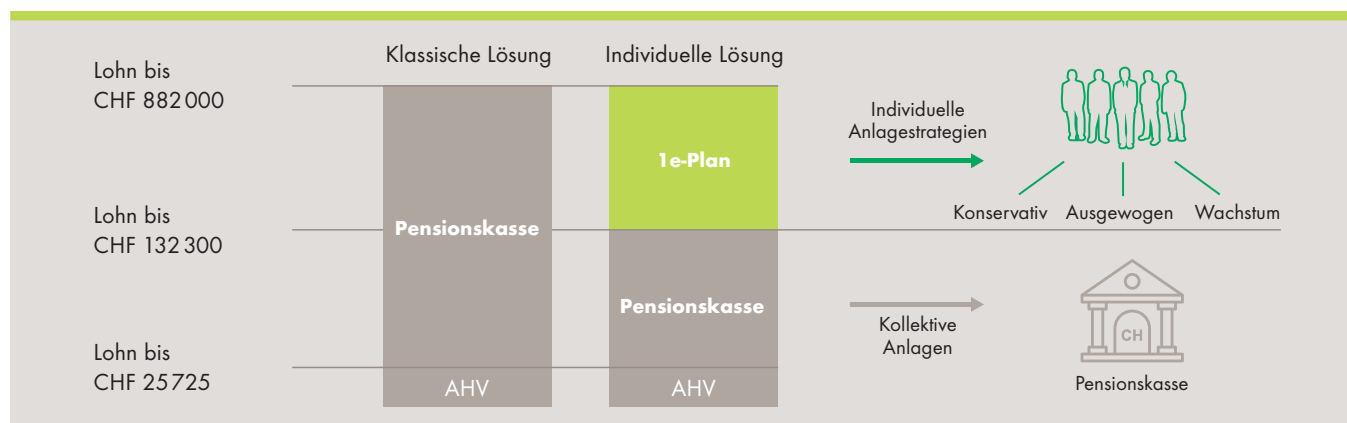 Klassische Lösung
Individuelle Lösung
Lohn bis
CHF 882 000
1e-Plan
Individuelle
Anlagestrategien
Konservativ
Ausgewogen
Wachstum
Lohn bis
CHF 132 300
Pensionskasse
Pensionskasse
Kollektive
Anlagen
CH
Pensionskasse
Lohn bis
CHF 25 725
AHV
AHV